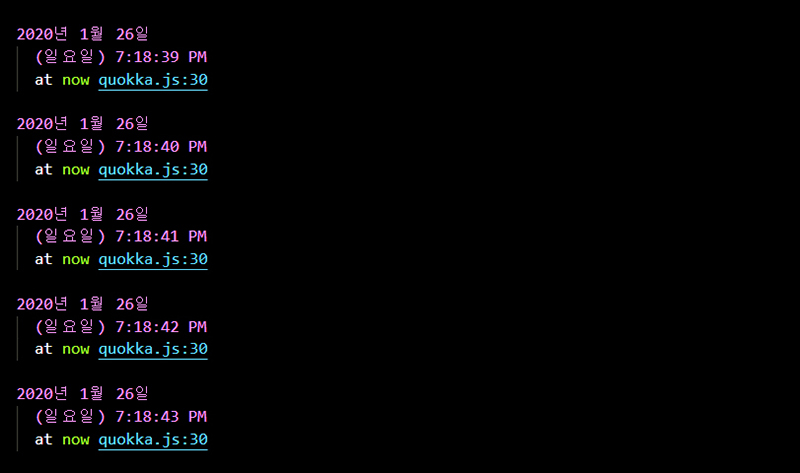 2020년 1월 26일
(일요일) 7:18:39 PM
at now quokka.js:30
2020년 1월 26일
(일요일) 7:18:40 PM
at now quokka.js:30
2020년 1월 26일
(일요일) 7:18:41 PM
at now quokka.js:30
2020년 1월 26일
(일요일) 7:18:42 PM
at now quokka.js:30
2020년 1월 26일
(일요일) 7:18:43 PM
at now quokka.js:30